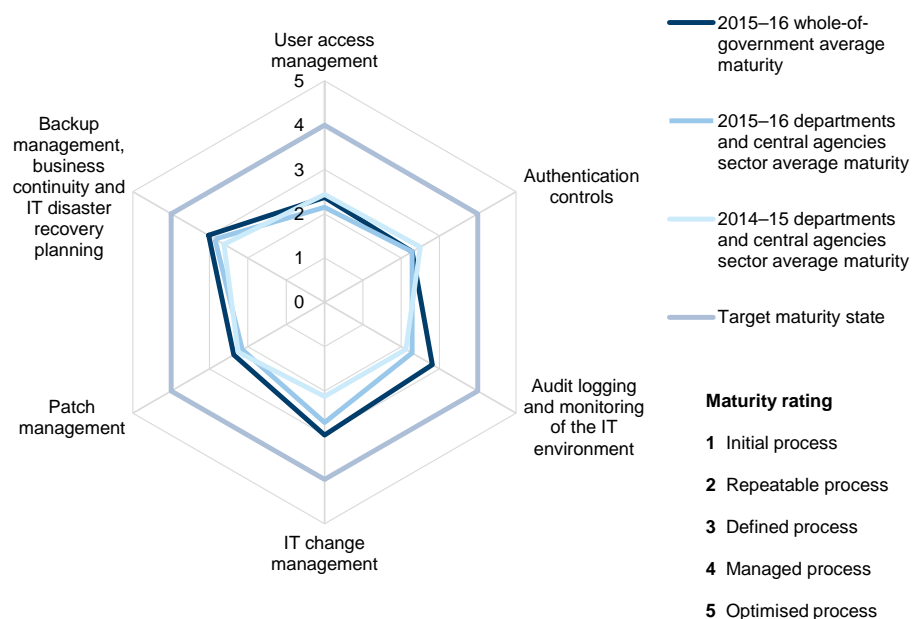 User access
management
5
4
3
2
1
0
Authentication
controls
Audit logging
and monitoring
of the IT
environment
IT change
management
Patch
management
Backup
management,
business
continuity and
IT disaster
recovery
planning
2015–16 whole-of-
government average
maturity
2015–16 departments
and central agencies
sector average maturity
2014–15 departments
and central agencies
sector average maturity
Target maturity state
Maturity rating
1 Initial process
2 Repeatable process
3 Defined process
4 Managed process
5 Optimised process